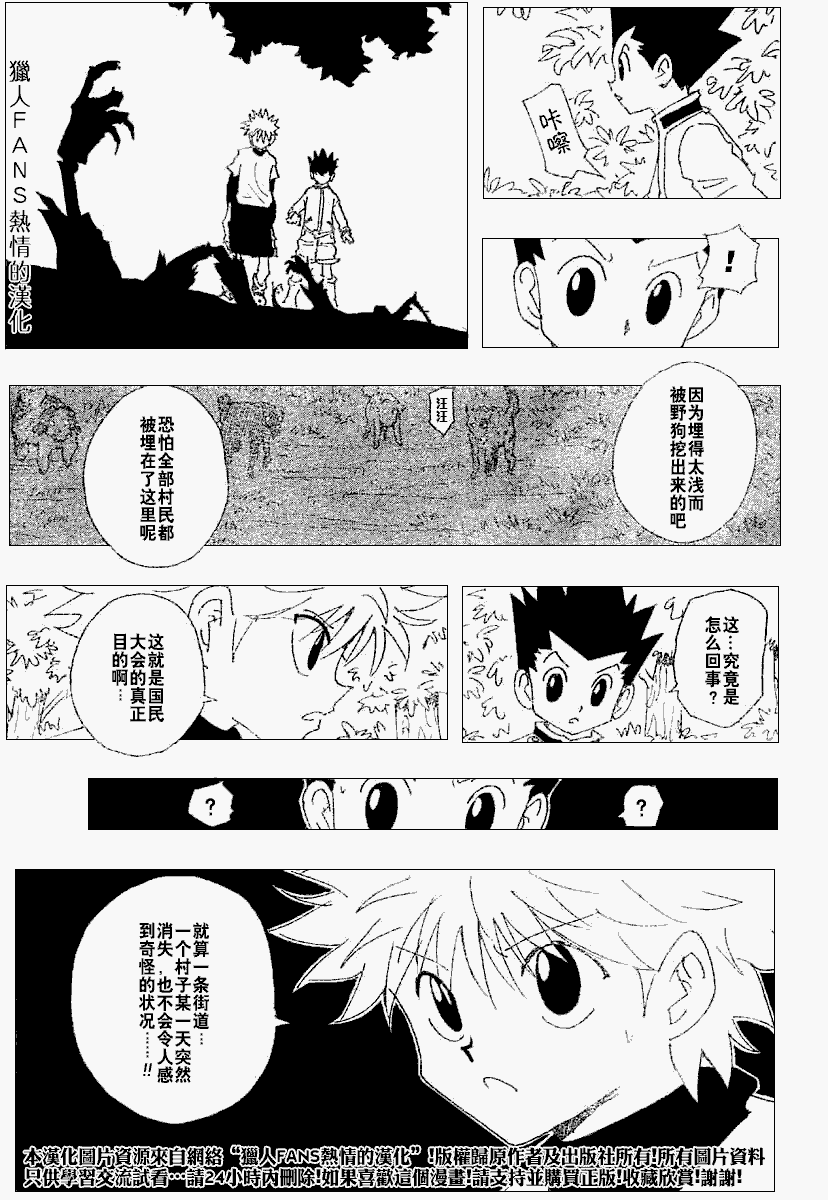 咔嚓
獵人FANS熱情的漢化
!
因为埋得太浅而
被野狗挖出来的吧
汪汪
恐怕全部村民都
被埋在了这里呢
这…究竟是
怎么回事?
这就是国民
大会的真正
目的啊…
?
?
就算一条街道…
一个村子某一天突然
消失,也不会令人感
到奇怪的状况……!!
本漢化圖片資源來自網絡“獵人FANS熱情的漢化”!版權歸原作者及出版社所有!所有圖片資料
只供學習交流試看…請24小時內刪除!如果喜歡這個漫畫!請支持並購買正版!收藏欣賞!謝謝!